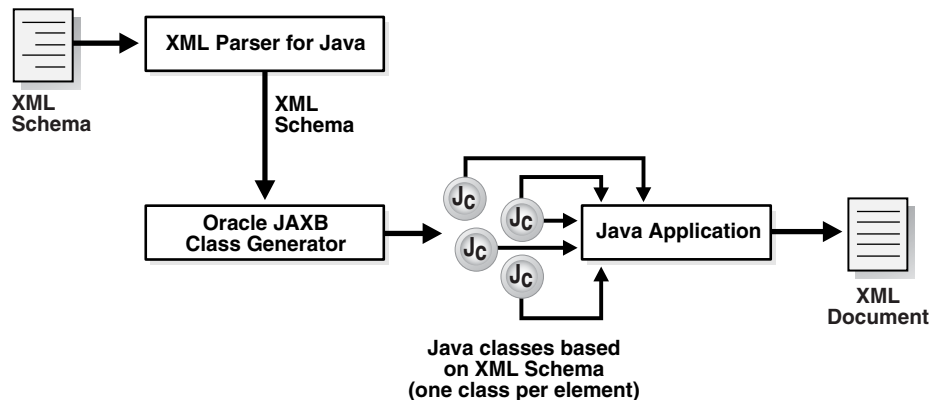 XML Parser for Java
XML
Schema
XML
Schema
Oracle JAXB
Class Generator
Jc
Jc
Jc
Jc
Java Application
XML
Document
Java classes based
on XML Schema
(one class per element)